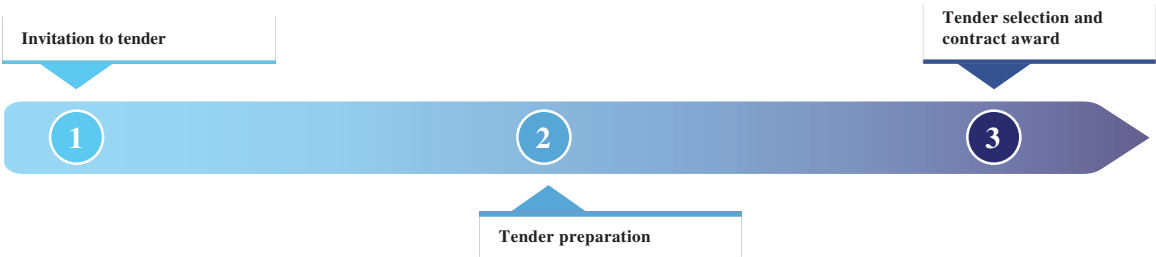 Invitation to tender
Tender selection and
contract award
1
2
3
Tender preparation